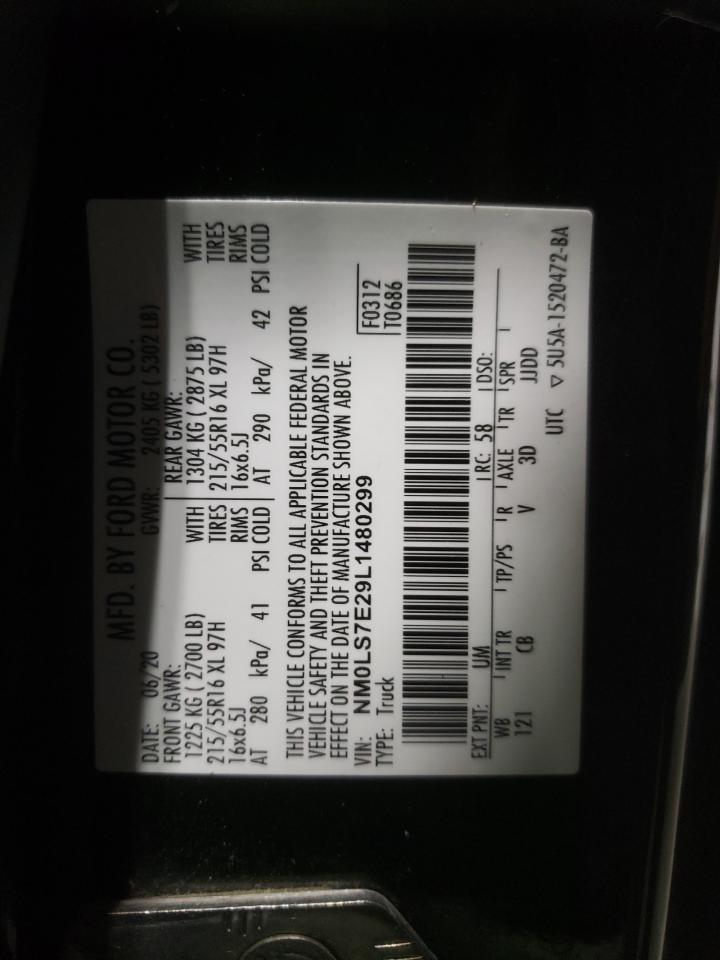 MFD. BY FORD MOTOR CO.
DATE: 06/20 GVWR: 2405 KG ( 5302 LB)
FRONT GAWR: REAR GAWR:
1225 KG ( 2700 LB) WITH 1304 KG ( 2875 LB) WITH
215/55R16 XL 97H TIRES 215/55R16 XL 97H TIRES
16x6.5J RIMS 16x6.5J RIMS
AT 280 kPa/ 41 PSI COLD AT 290 kPa/ 42 PSI COLD
THIS VEHICLE CONFORMS TO ALL APPLICABLE FEDERAL MOTOR
VEHICLE SAFETY AND THEFT PREVENTION STANDARDS IN
EFFECT ON THE DATE OF MANUFACTURE SHOWN ABOVE.
VIN: NM0LS7E29L1480299 F0312
TYPE: Truck T0686
EXT PNT: UM RC: 58 DSO:
WB INT TR TP/PS R AXLE TR SPR
121 CB V 3D JJDD
UTC ▽ 5U5A-1520472-BA